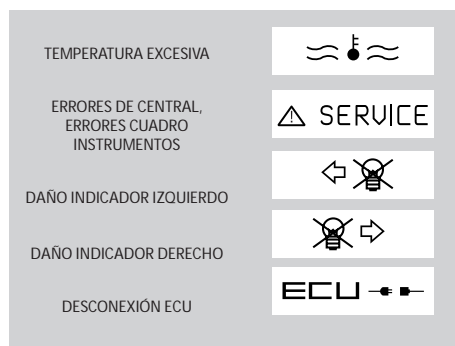 TEMPERATURA EXCESIVA
ERRORES DE CENTRAL,
ERRORES CUADRO
INSTRUMENTOS
SERVICE
DAÑO INDICADOR IZQUIERDO
DAÑO INDICADOR DERECHO
DESCONEXIÓN ECU
ECU